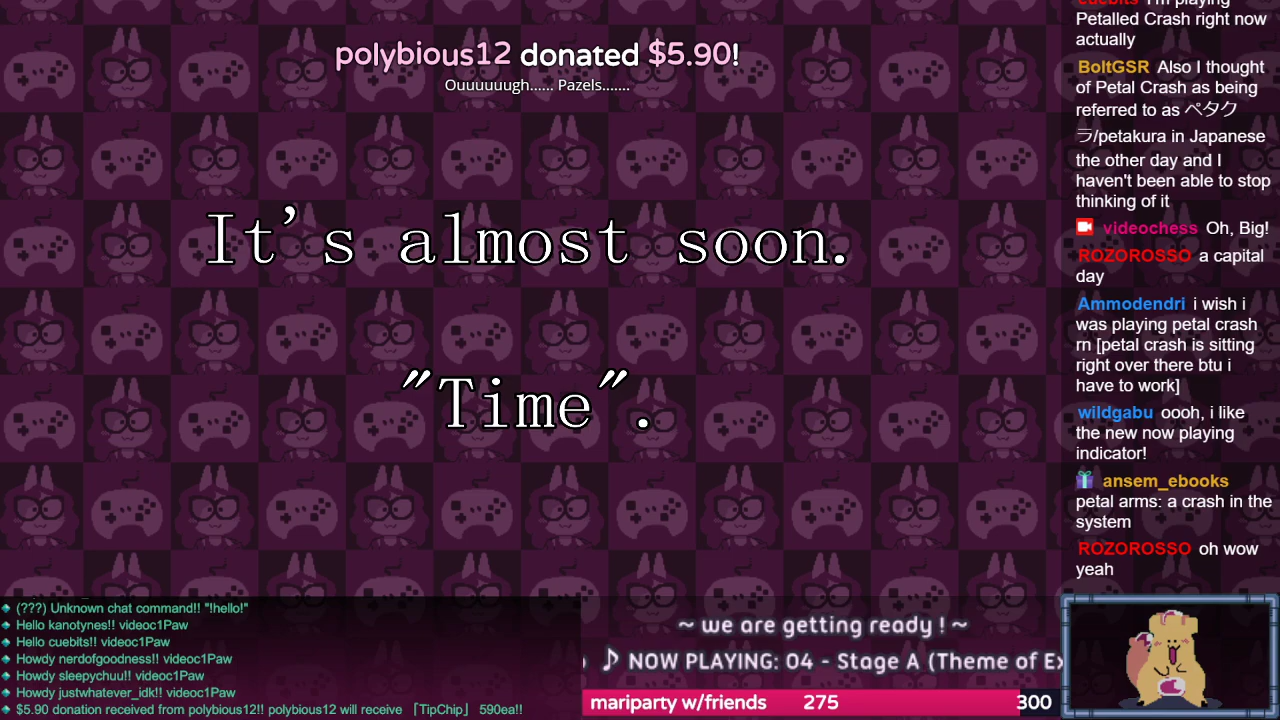 polybious12 donated $5.90!
Ouuuuuugh...... Pazels.......
It's almost soon.
"Time".
cuebits I'm playing
Petalled Crash right now
actually
BoltGSR Also I thought
of Petal Crash as being
referred to as ペタク
ラ/petakura in Japanese
the other day and I
haven't been able to stop
thinking of it
videochess Oh, Big!
ROZOROSSO a capital
day
Ammodendri i wish i
was playing petal crash
rn [petal crash is sitting
right over there btu i
have to work]
wildgabu oooh, i like
the new now playing
indicator!
ansem_ebooks
petal arms: a crash in the
system
ROZOROSSO oh wow
yeah
(???) Unknown chat command!! "!hello!"
Hello kanotynes!! videoc1Paw
Hello cuebits!! videoc1Paw
Howdy nerdofgoodness!! videoc1Paw
Howdy sleepychuu!! videoc1Paw
Howdy justwhatever_idk!! videoc1Paw
$5.90 donation received from polybious12!! polybious12 will receive 「TipChip」 590ea!!
~ we are getting ready ! ~
♪ NOW PLAYING: 04 - Stage A (Theme of Ex
mariparty w/friends 275 300